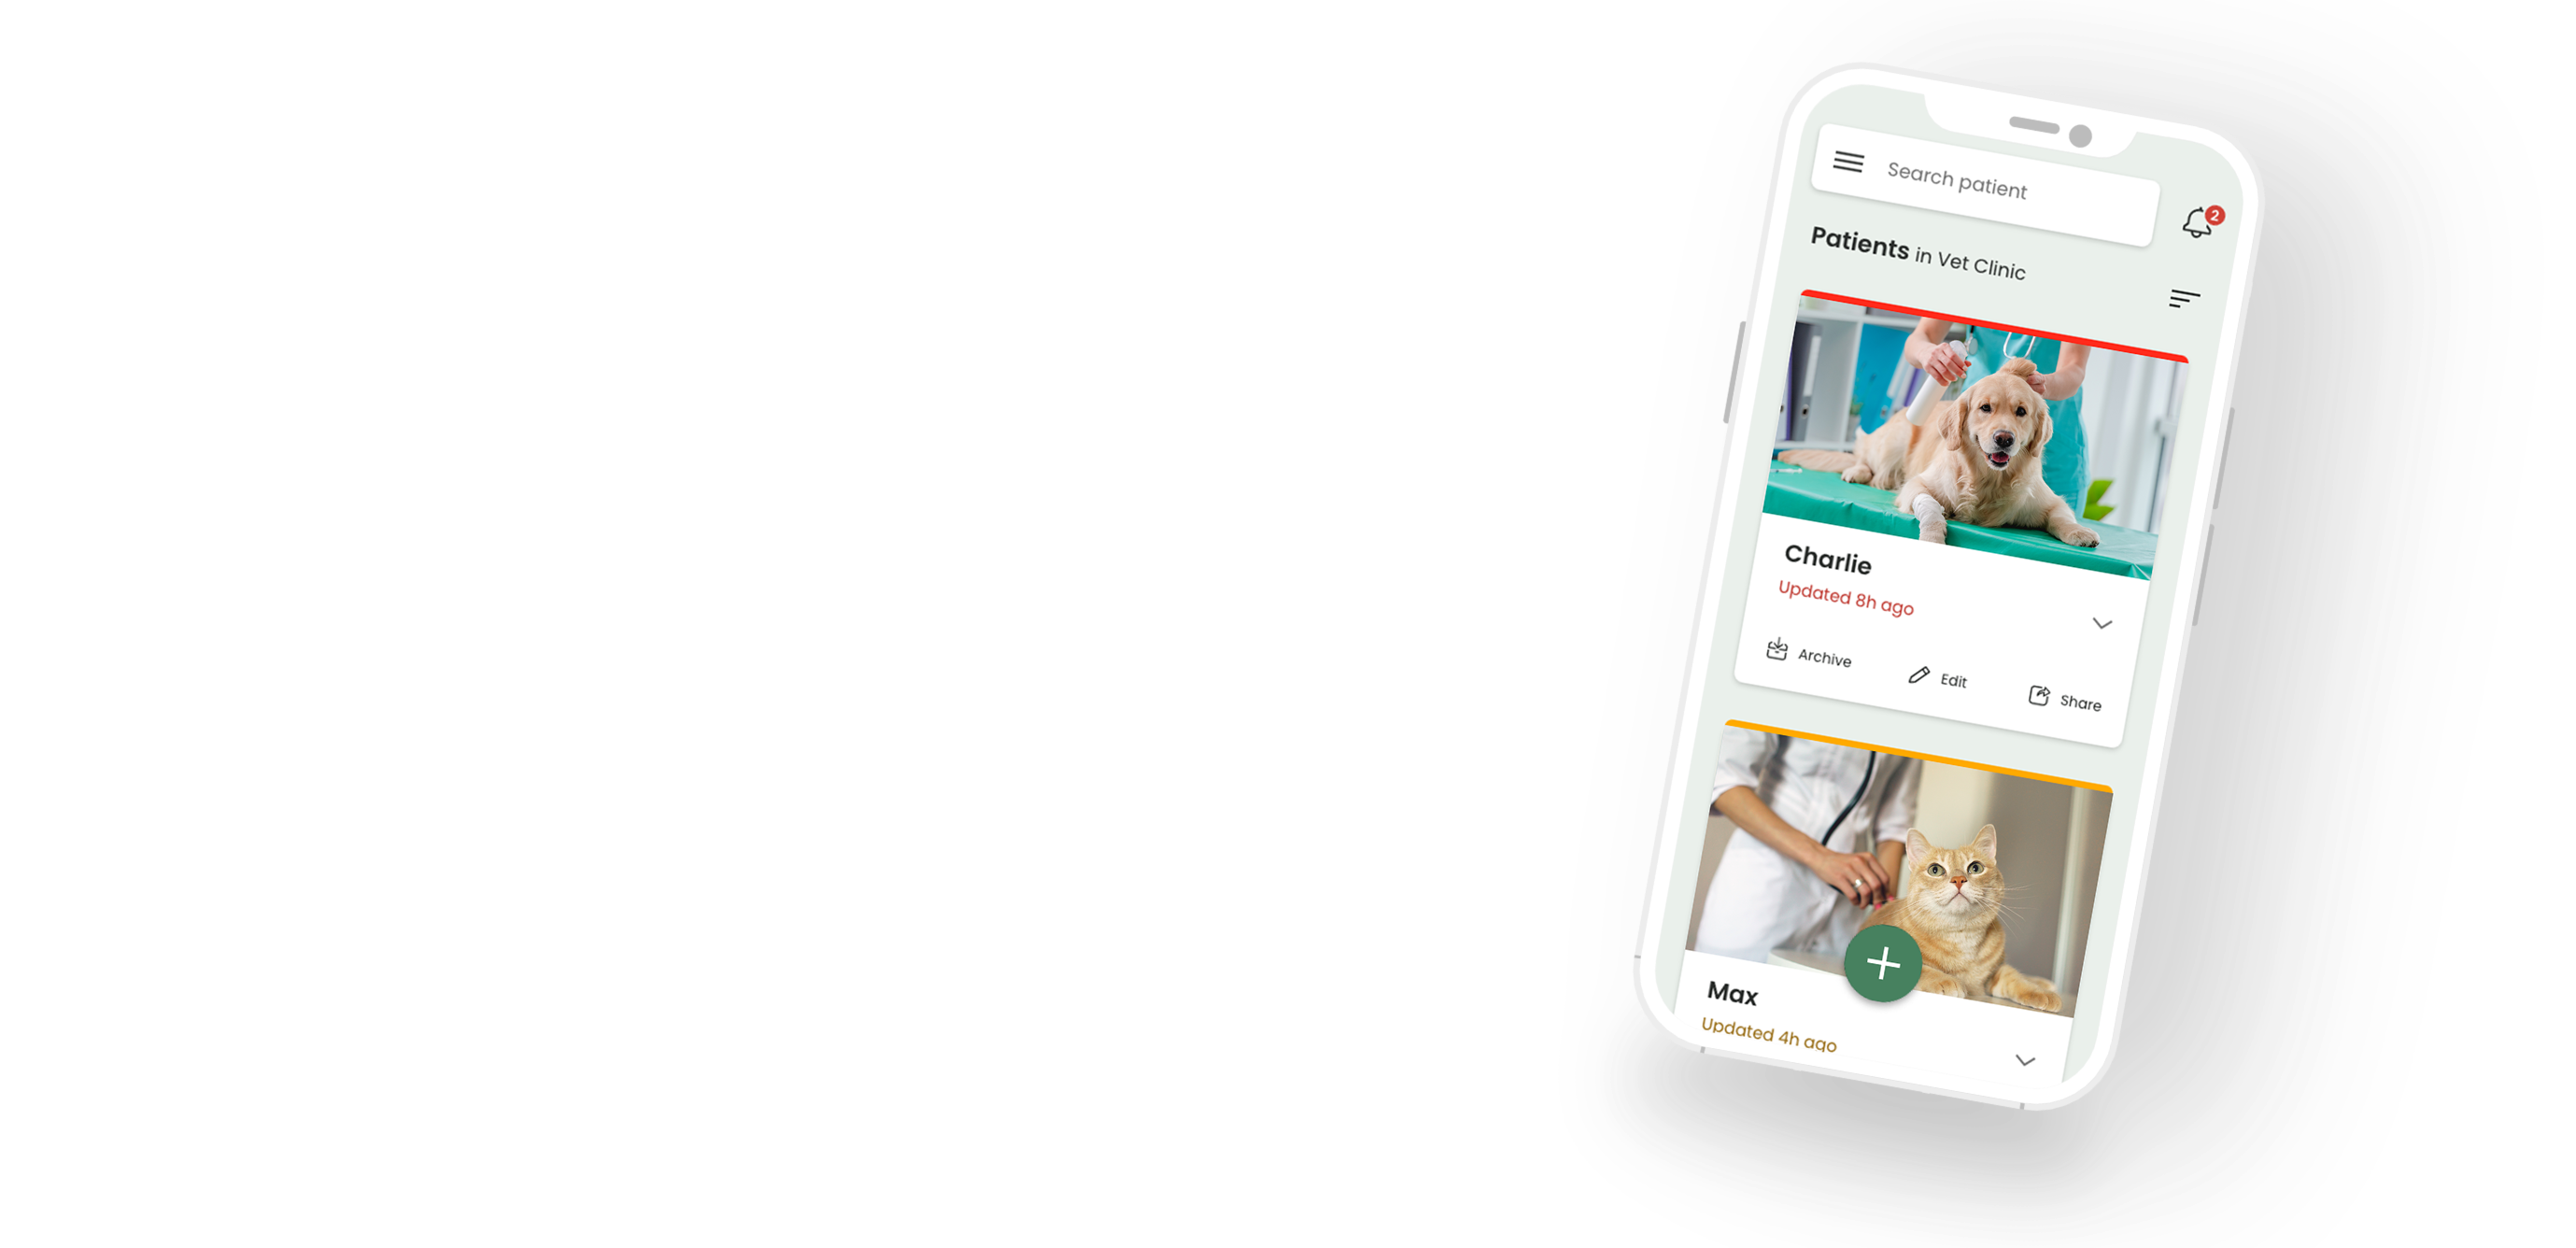 Search patient
2
Patients in Vet Clinic
Charlie
Updated 8h ago
Archive
Edit
Share
Max
Updated 4h ago